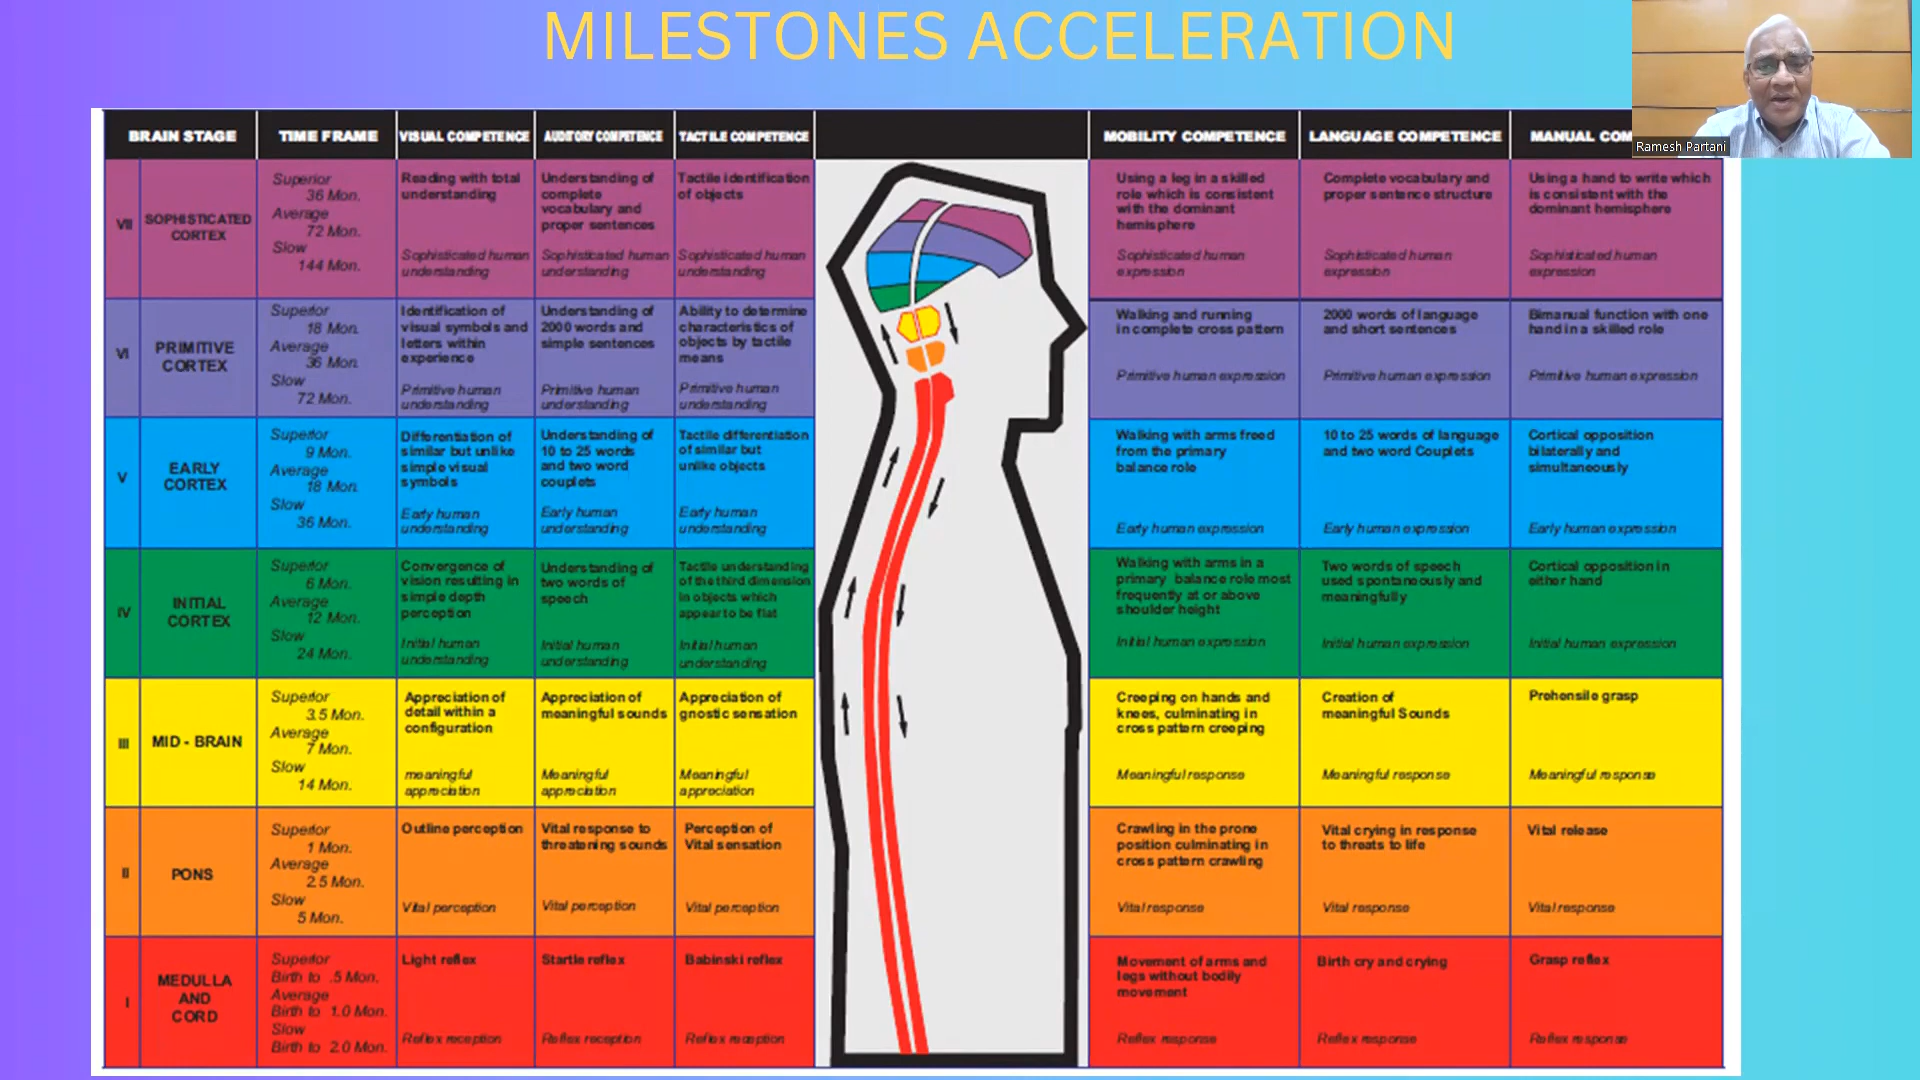 MILESTONES ACCELERATION
Ramesh Partani
BRAIN STAGE
TIME FRAME
VISUAL COMPETENCE
AUDITORY COMPETENCE
TACTILE COMPETENCE
MOBILITY COMPETENCE
LANGUAGE COMPETENCE
MANUAL COM
VII
SOPHISTICATED
CORTEX
Superior
36 Mon.
Average
72 Mon.
Slow
144 Mon.
Reading with total
understanding
Sophisticated human
understanding
Understanding of
complete
vocabulary and
proper sentences
Sophisticated human
understanding
Tactile identification
of objects
Sophisticated human
understanding
Using a leg in a skilled
role which is consistent
with the dominant
hemisphere
Sophisticated human
expression
Complete vocabulary and
proper sentence structure
Sophisticated human
expression
Using a hand to write which
is consistent with the
dominant hemisphere
Sophisticated human
expression
VI
PRIMITIVE
CORTEX
Superior
18 Mon.
Average
36 Mon.
Slow
72 Mon.
Identification of
visual symbols and
letters within
experience
Primitive human
understanding
Understanding of
2000 words and
simple sentences
Primitive human
understanding
Ability to determine
characteristics of
objects by tactile
means
Primitive human
understanding
Walking and running
in complete cross pattern
Primitive human expression
2000 words of language
and short sentences
Primitive human expression
Bimanual function with one
hand in a skilled role
Primitive human expression
V
EARLY
CORTEX
Superior
9 Mon.
Average
18 Mon.
Slow
36 Mon.
Differentiation of
similar but unlike
simple visual
symbols
Early human
understanding
Understanding of
10 to 25 words
and two word
couplets
Early human
understanding
Tactile differentiation
of similar but
unlike objects
Early human
understanding
Walking with arms freed
from the primary
balance role
Early human expression
10 to 25 words of language
and two word Couplets
Early human expression
Cortical opposition
bilaterally and
simultaneously
Early human expression
IV
INITIAL
CORTEX
Superior
6 Mon.
Average
12 Mon.
Slow
24 Mon.
Convergence of
vision resulting in
simple depth
perception
Initial human
understanding
Understanding of
two words of
speech
Initial human
understanding
Tactile understanding
of the third dimension
in objects which
appear to be flat
Initial human
understanding
Walking with arms in a
primary balance role most
frequently at or above
shoulder height
Initial human expression
Two words of speech
used spontaneously and
meaningfully
Initial human expression
Cortical opposition in
either hand
Initial human expression
III
MID - BRAIN
Superior
3.5 Mon.
Average
7 Mon.
Slow
14 Mon.
Appreciation of
detail within a
configuration
meaningful
appreciation
Appreciation of
meaningful sounds
Meaningful
appreciation
Appreciation of
gnostic sensation
Meaningful
appreciation
Creeping on hands and
knees, culminating in
cross pattern creeping
Meaningful response
Creation of
meaningful Sounds
Meaningful response
Prehensile grasp
Meaningful response
II
PONS
Superior
1 Mon.
Average
2.5 Mon.
Slow
5 Mon.
Outline perception
Vital perception
Vital response to
threatening sounds
Vital perception
Perception of
Vital sensation
Vital perception
Crawling in the prone
position culminating in
cross pattern crawling
Vital response
Vital crying in response
to threats to life
Vital response
Vital release
Vital response
I
MEDULLA
AND
CORD
Superior
Birth to .5 Mon.
Average
Birth to 1.0 Mon.
Slow
Birth to 2.0 Mon.
Light reflex
Reflex reception
Startle reflex
Reflex reception
Babinski reflex
Reflex reception
Movement of arms and
legs without bodily
movement
Reflex response
Birth cry and crying
Reflex response
Grasp reflex
Reflex response